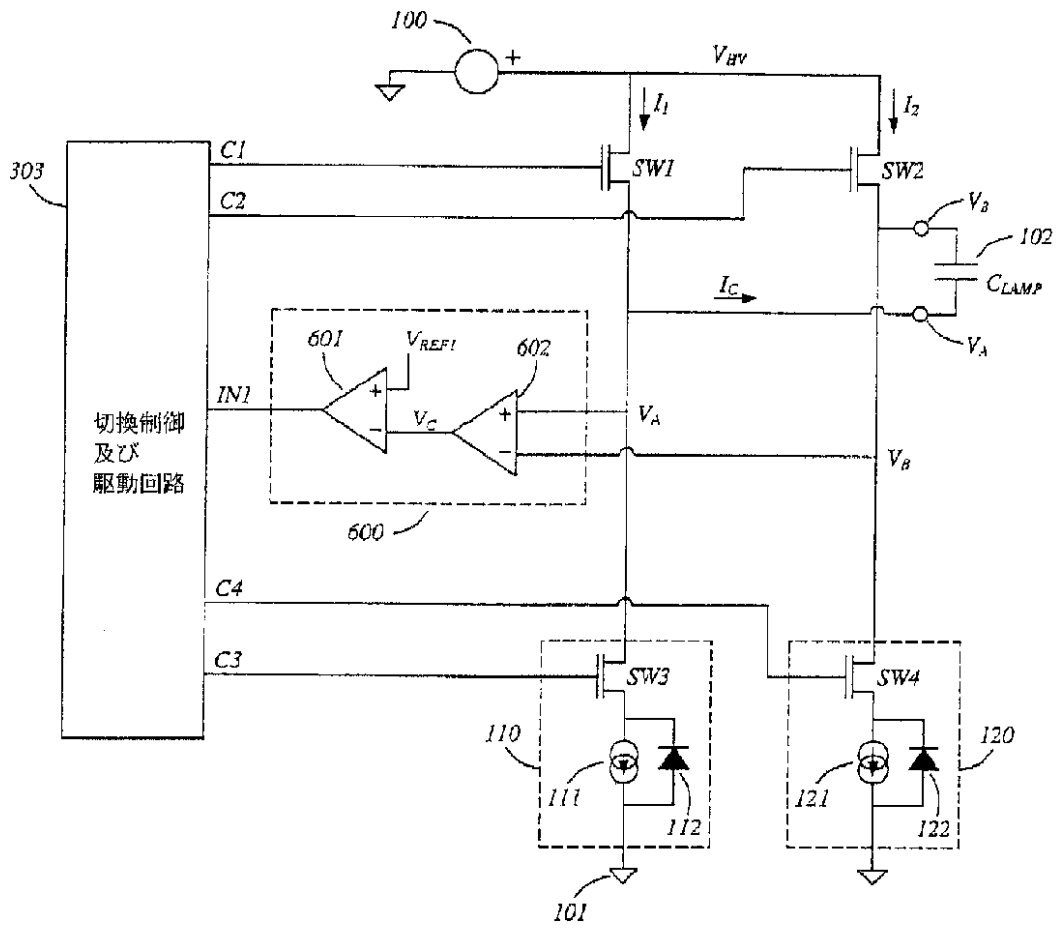 100
+
V_HV
I_1
I_2
303
C1
SW1
SW2
C2
V_B
102
C_LAMP
I_C
V_A
601
V_REF1
602
IN1
+
−
V_C
+
−
V_A
V_B
切換制御
及び
駆動回路
600
C4
C3
SW3
SW4
110
111
112
120
121
122
101